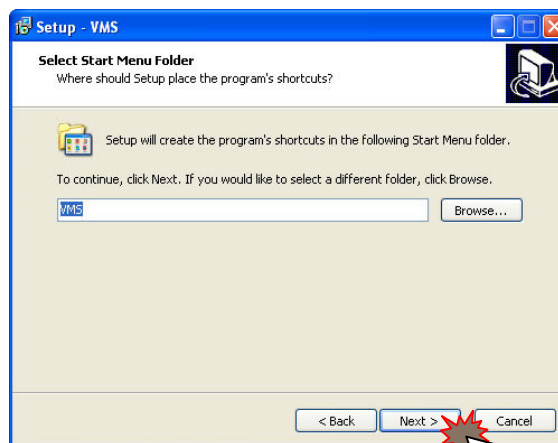 Setup - VMS
Select Start Menu Folder
Where should Setup place the program's shortcuts?
Setup will create the program's shortcuts in the following Start Menu folder.
To continue, click Next. If you would like to select a different folder, click Browse.
VMS
Browse...
< Back
Next >
Cancel